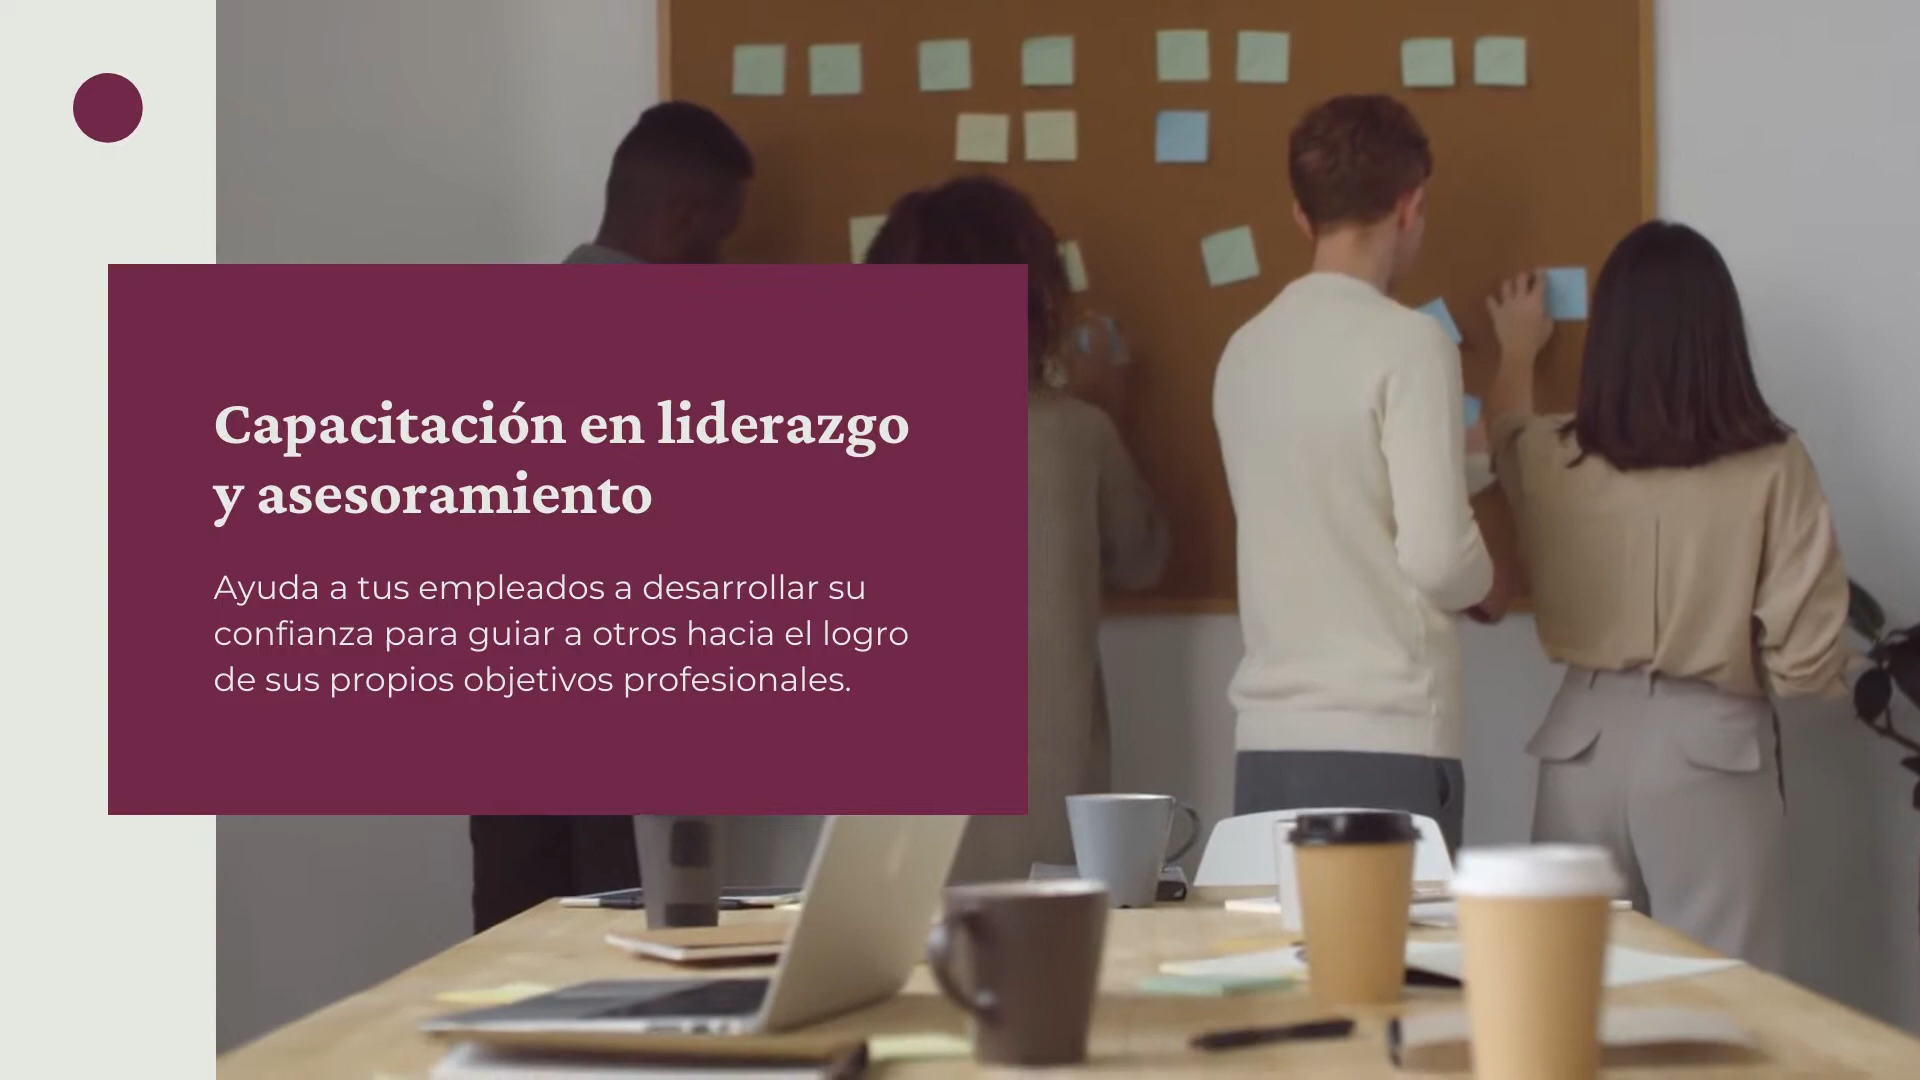 Capacitación en liderazgo
y asesoramiento
Ayuda a tus empleados a desarrollar su
confianza para guiar a otros hacia el logro
de sus propios objetivos profesionales.